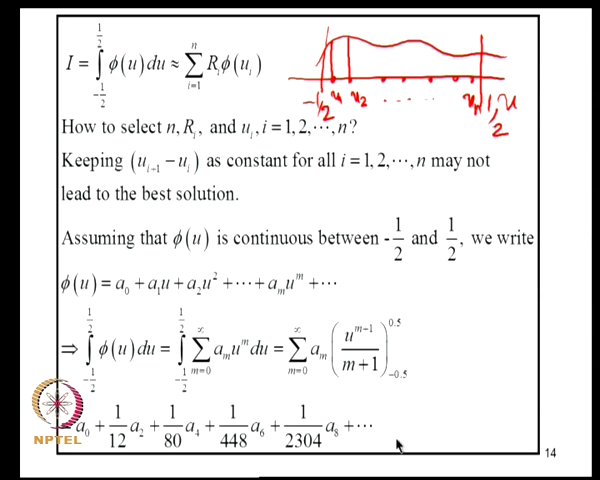 I = ∫_{-1/2}^{1/2} φ(u)du ≈ ∑_{i=1}^{n} R_i φ(u_i)
-1/2 u_1 u_2 ...... u_n 1/2, u
How to select n, R_i, and u_i, i = 1, 2, ⋯, n?
Keeping (u_{i-1} − u_i) as constant for all i = 1, 2, ⋯, n may not
lead to the best solution.
Assuming that φ(u) is continuous between -1/2 and 1/2, we write
φ(u) = a_0 + a_1u + a_2u^2 + ⋯ + a_m u^m + ⋯
⇒ ∫_{-1/2}^{1/2} φ(u)du = ∫_{-1/2}^{1/2} ∑_{m=0}^{∞} a_m u^m du = ∑_{m=0}^{∞} a_m (u^{m-1}/(m+1))_{-0.5}^{0.5}
a_0 + 1/12 a_2 + 1/80 a_4 + 1/448 a_6 + 1/2304 a_8 + ⋯
NPTEL
14